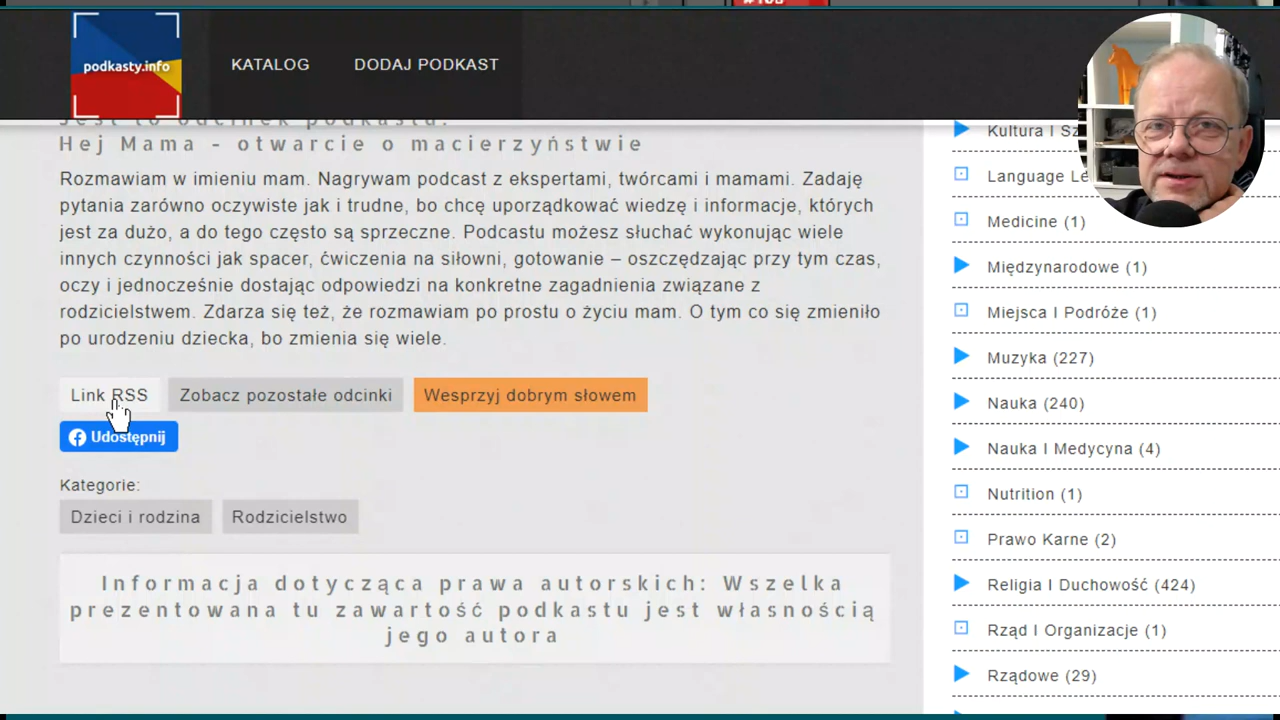 #103
podkasty.info
KATALOG
DODAJ PODKAST
Jest to odcinek podkastu:
Hej Mama - otwarcie o macierzyństwie
Rozmawiam w imieniu mam. Nagrywam podcast z ekspertami, twórcami i mamami. Zadaję
pytania zarówno oczywiste jak i trudne, bo chcę uporządkować wiedzę i informacje, których
jest za dużo, a do tego często są sprzeczne. Podcastu możesz słuchać wykonując wiele
innych czynności jak spacer, ćwiczenia na siłowni, gotowanie – oszczędzając przy tym czas,
oczy i jednocześnie dostając odpowiedzi na konkretne zagadnienia związane z
rodzicielstwem. Zdarza się też, że rozmawiam po prostu o życiu mam. O tym co się zmieniło
po urodzeniu dziecka, bo zmienia się wiele.
Link RSS
Zobacz pozostałe odcinki
Wesprzyj dobrym słowem
Udostępnij
Kategorie:
Dzieci i rodzina
Rodzicielstwo
Informacja dotycząca prawa autorskich: Wszelka
prezentowana tu zawartość podkastu jest własnością
jego autora
Kultura I Sz
Language Le
Medicine (1)
Międzynarodowe (1)
Miejsca I Podróże (1)
Muzyka (227)
Nauka (240)
Nauka I Medycyna (4)
Nutrition (1)
Prawo Karne (2)
Religia I Duchowość (424)
Rząd I Organizacje (1)
Rządowe (29)